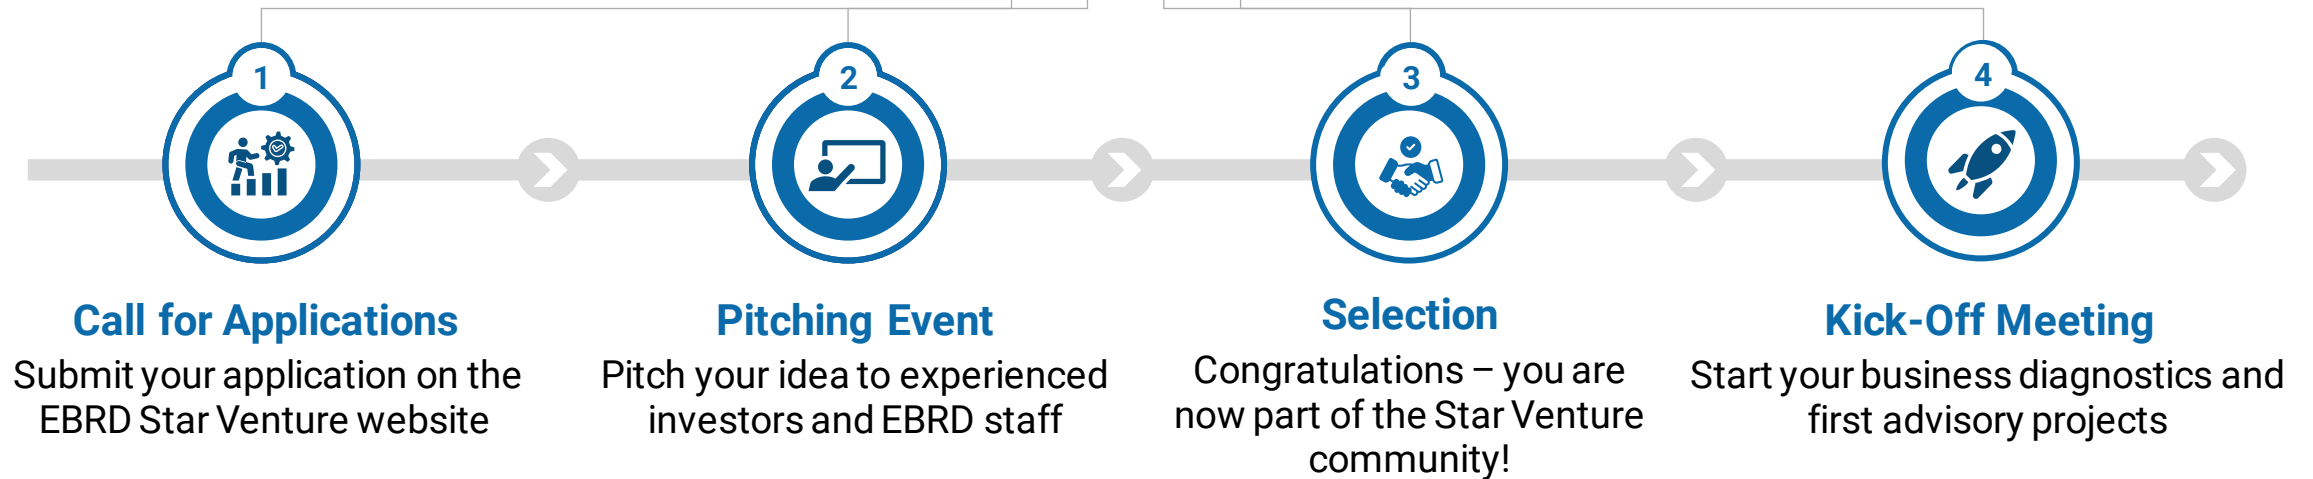 1
Call for Applications
Submit your application on the
EBRD Star Venture website
2
Pitching Event
Pitch your idea to experienced
investors and EBRD staff
3
Selection
Congratulations – you are
now part of the Star Venture
community!
4
Kick-Off Meeting
Start your business diagnostics and
first advisory projects